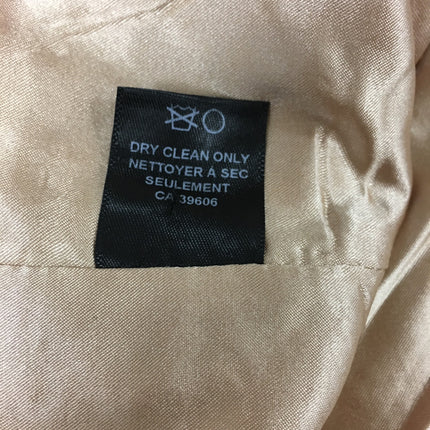 DRY CLEAN ONLY
NETTOYER À SEC
SEULEMENT
CA 39606